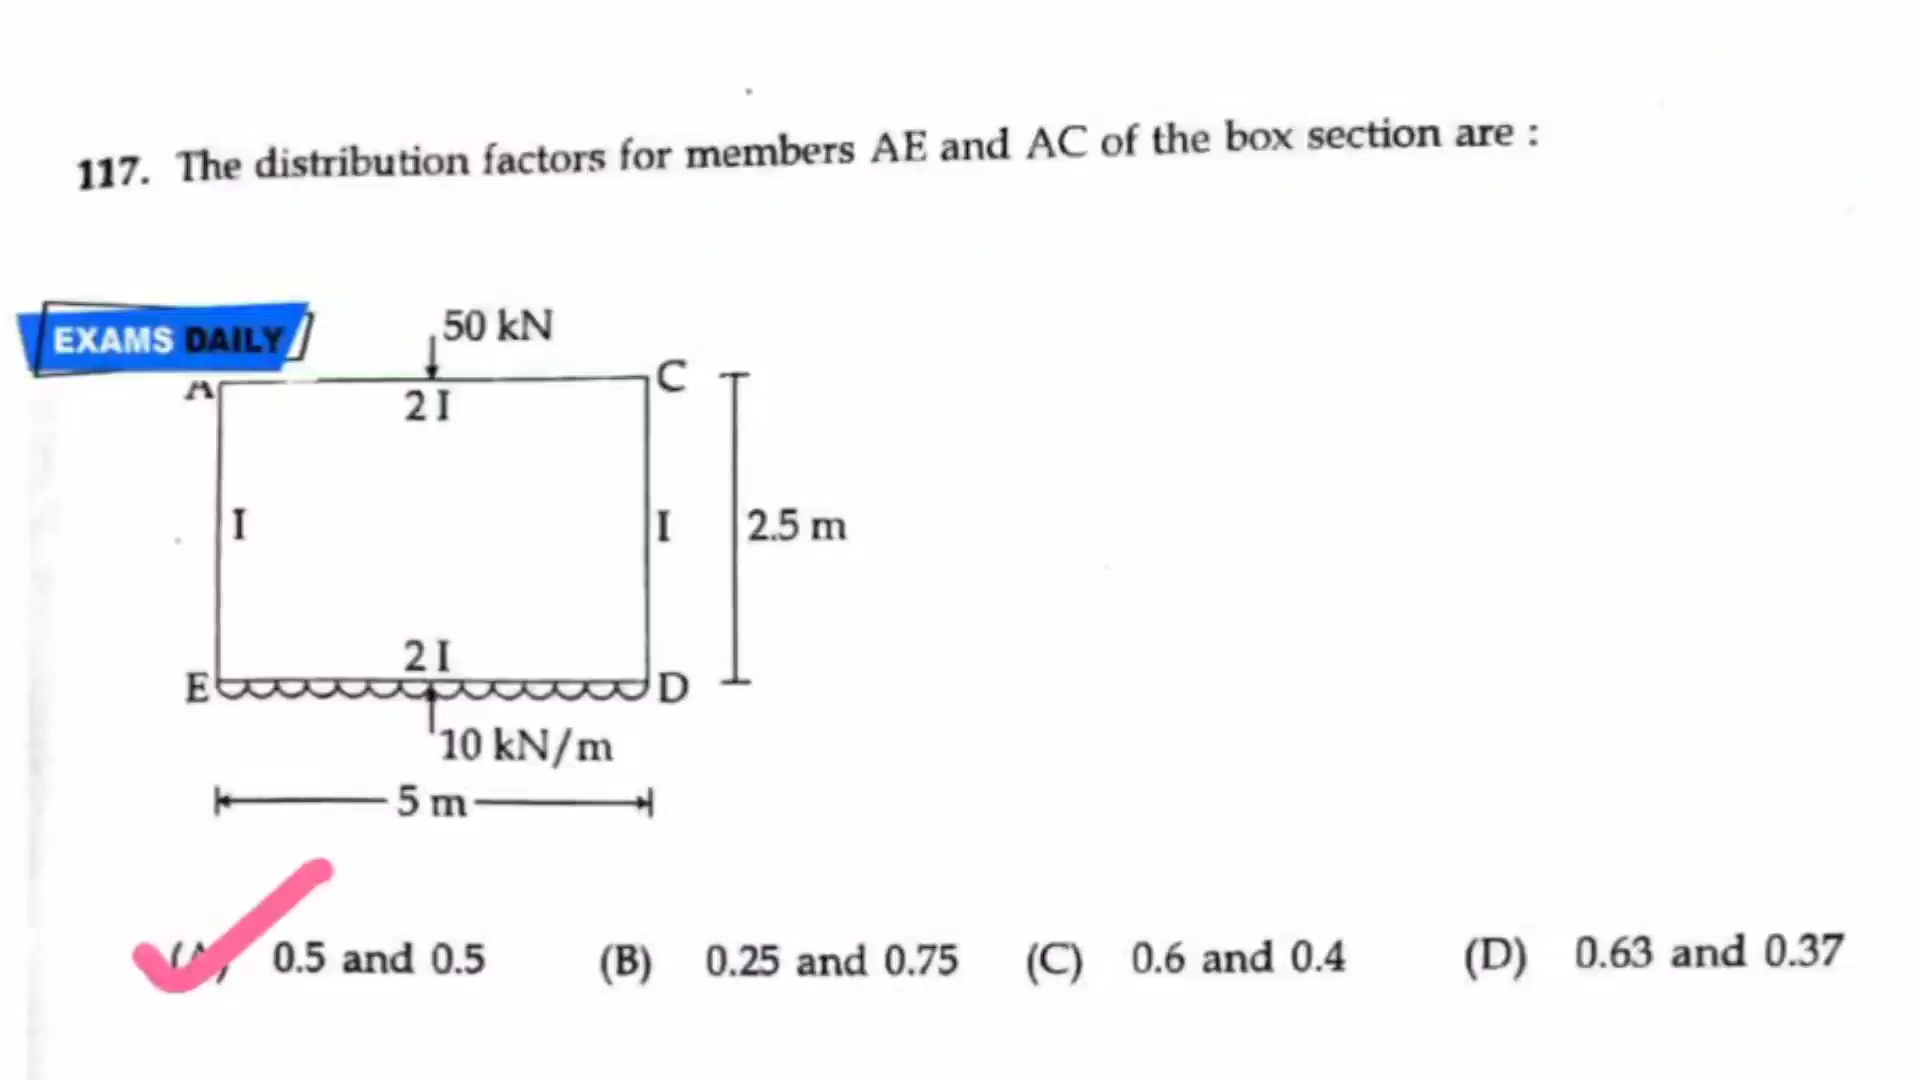 117. The distribution factors for members AE and AC of the box section are :
EXAMS DAILY
50 kN
A
C
2 I
I
I
2.5 m
2 I
E
D
10 kN/m
5 m
0.5 and 0.5
(B) 0.25 and 0.75
(C) 0.6 and 0.4
(D) 0.63 and 0.37